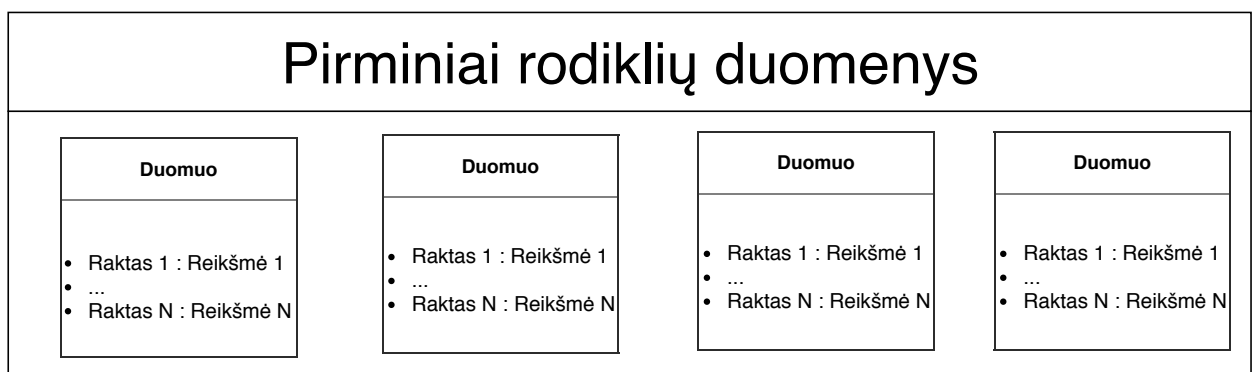 Pirminiai rodiklių duomenys
Duomuo
• Raktas 1 : Reikšmė 1
• ...
• Raktas N : Reikšmė N
Duomuo
• Raktas 1 : Reikšmė 1
• ...
• Raktas N : Reikšmė N
Duomuo
• Raktas 1 : Reikšmė 1
• ...
• Raktas N : Reikšmė N
Duomuo
• Raktas 1 : Reikšmė 1
• ...
• Raktas N : Reikšmė N